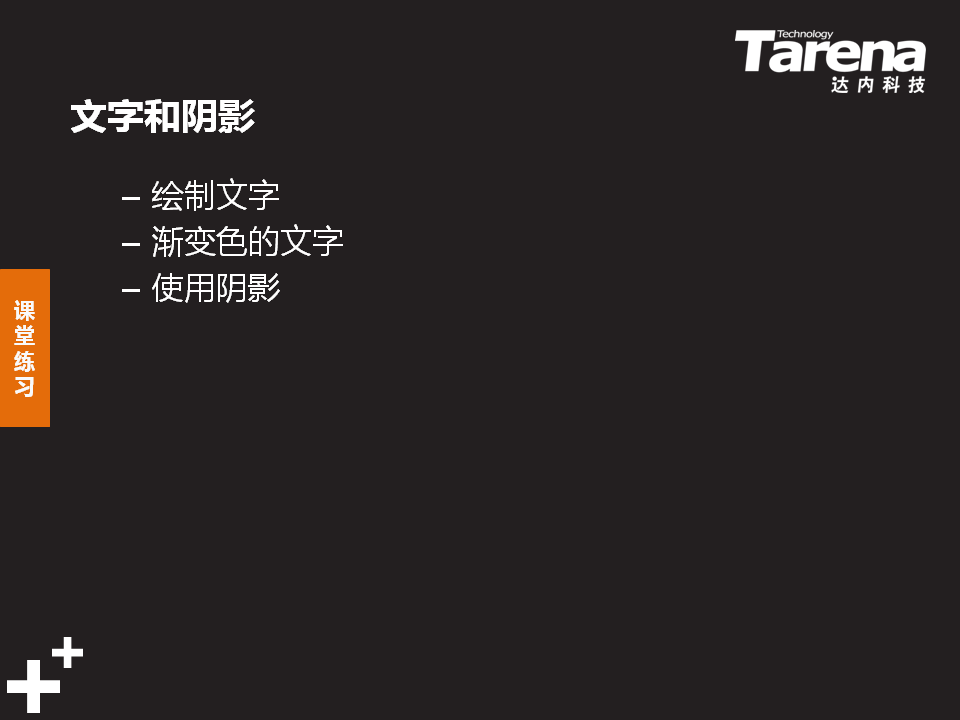 Technology
Tarena
达内科技
文字和阴影
– 绘制文字
– 渐变色的文字
– 使用阴影
课堂练习